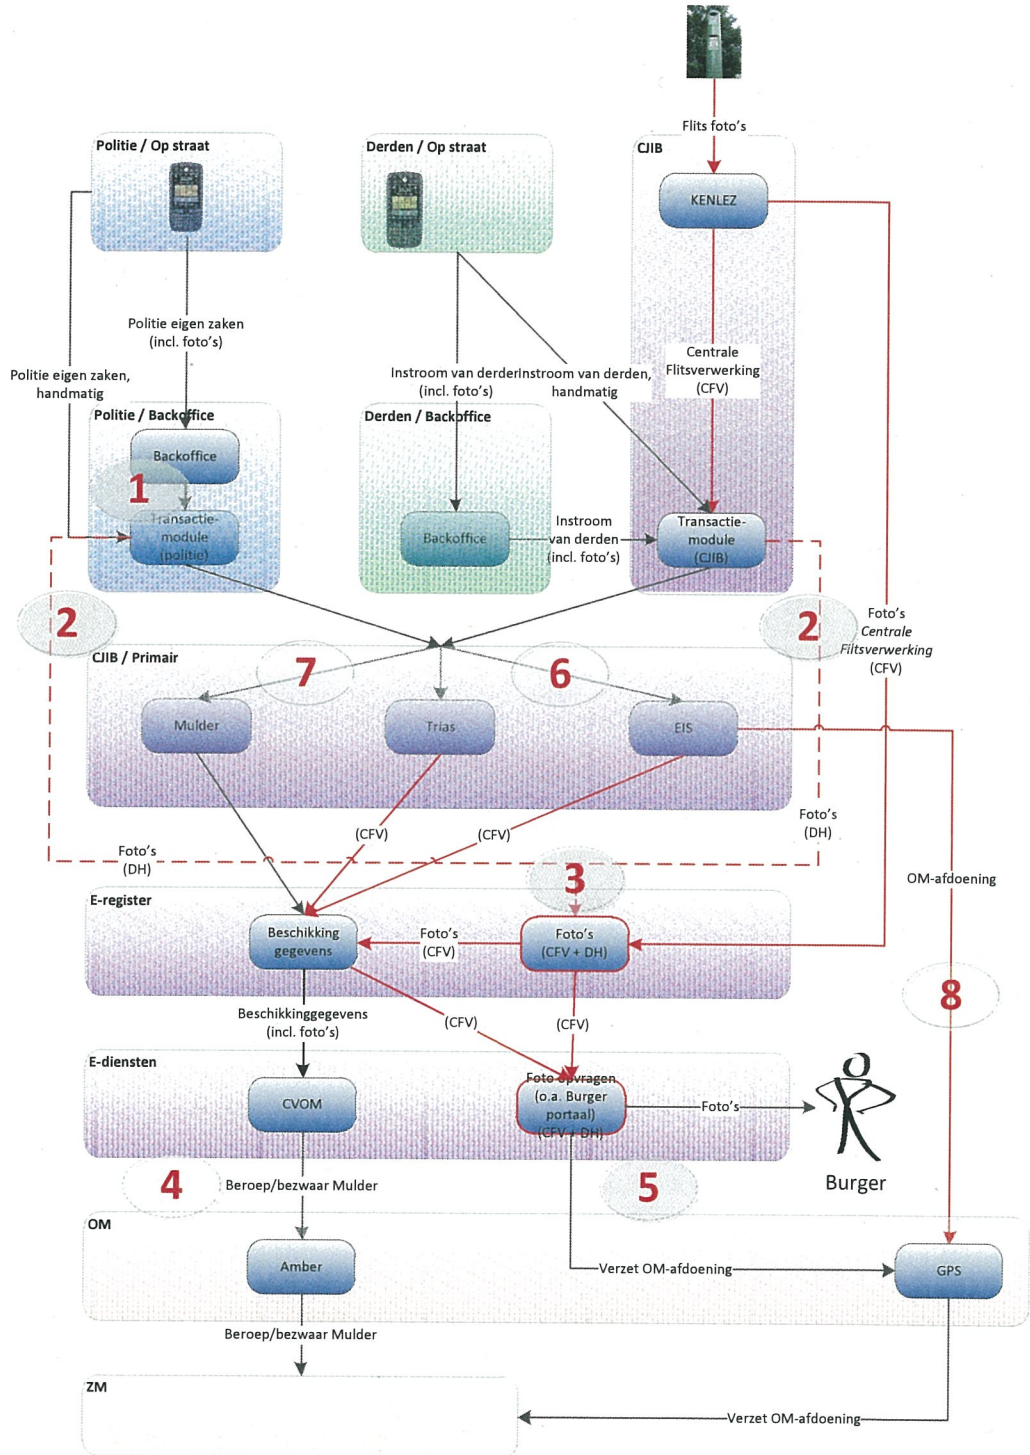 Flits foto's
Politie / Op straat
Derden / Op straat
CJIB
KENLEZ
Politie eigen zaken
(incl. foto's)
Politie eigen zaken,
handmatig
Instroom van derden
(incl. foto's)
Instroom van derden,
handmatig
Centrale
Flitsverwerking
(CFV)
Politie / Backoffice
Derden / Backoffice
Backoffice
1
Transactie-
module
(politie)
Backoffice
Instroom
van derden
(incl. foto's)
Transactie-
module
(CJIB)
2
2
Foto's
Centrale
Flitsverwerking
(CFV)
CJIB / Primair
7
6
Mulder
Trias
EIS
Foto's
(DH)
(CFV)
(CFV)
Foto's
(DH)
OM-afdoening
3
E-register
Beschikking
gegevens
Foto's
(CFV)
Foto's
(CFV + DH)
8
Beschikkinggegevens
(incl. foto's)
(CFV)
(CFV)
E-diensten
CVOM
Foto opvragen
(o.a. Burger
portaal)
(CFV + DH)
Foto's
Burger
4
Beroep/bezwaar Mulder
5
OM
Amber
Verzet OM-afdoening
GPS
Beroep/bezwaar Mulder
ZM
Verzet OM-afdoening